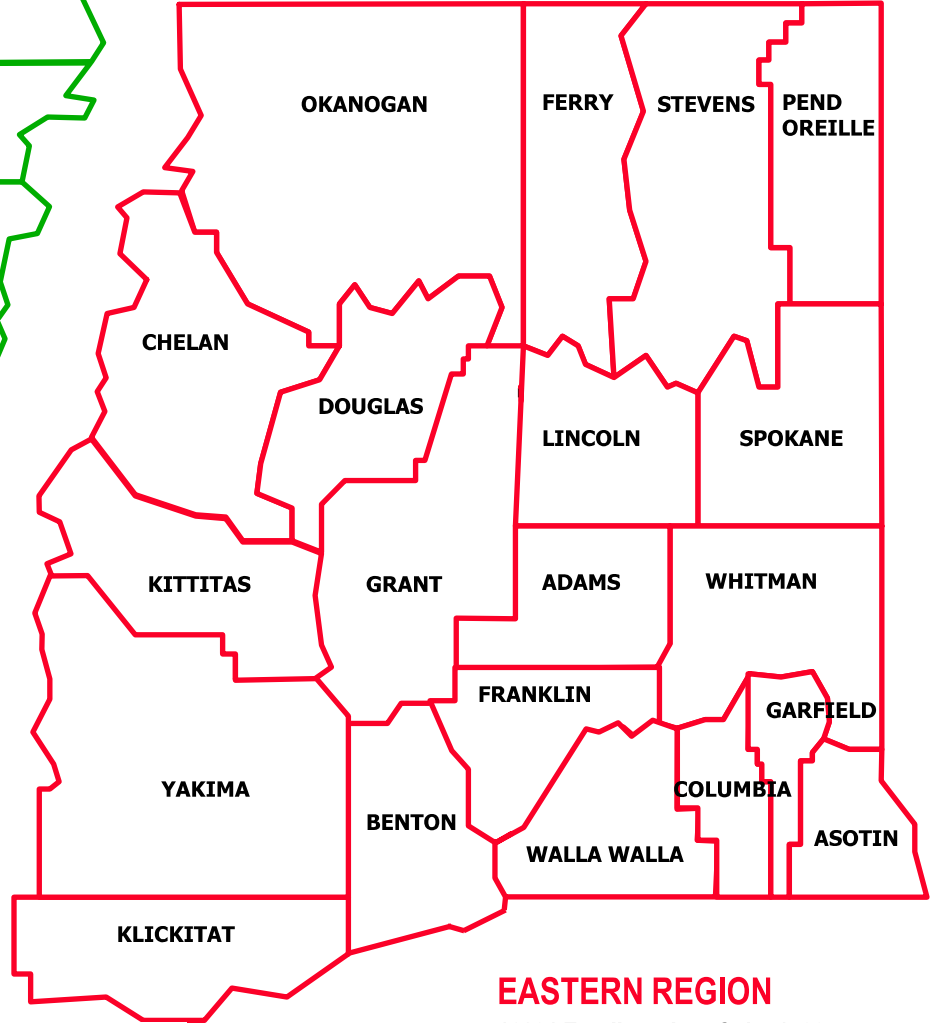 OKANOGAN
FERRY
STEVENS
PEND
OREILLE
CHELAN
DOUGLAS
LINCOLN
SPOKANE
KITTITAS
GRANT
ADAMS
WHITMAN
FRANKLIN
GARFIELD
YAKIMA
COLUMBIA
BENTON
WALLA WALLA
ASOTIN
KLICKITAT
EASTERN REGION